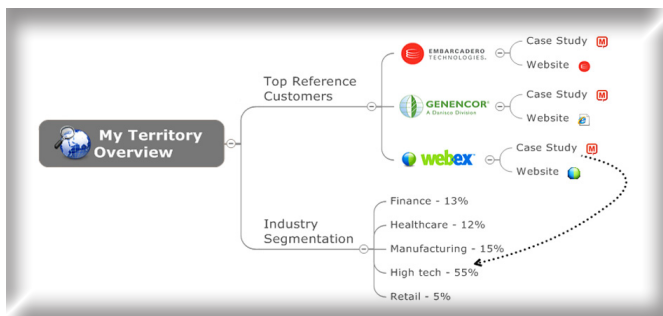 My Territory
Overview
Top Reference
Customers
EMBARCADERO
TECHNOLOGIES.
Case Study
Website
GENENCOR
A Danisco Division
Case Study
Website
webex
Case Study
Website
Industry
Segmentation
Finance - 13%
Healthcare - 12%
Manufacturing - 15%
High tech - 55%
Retail - 5%